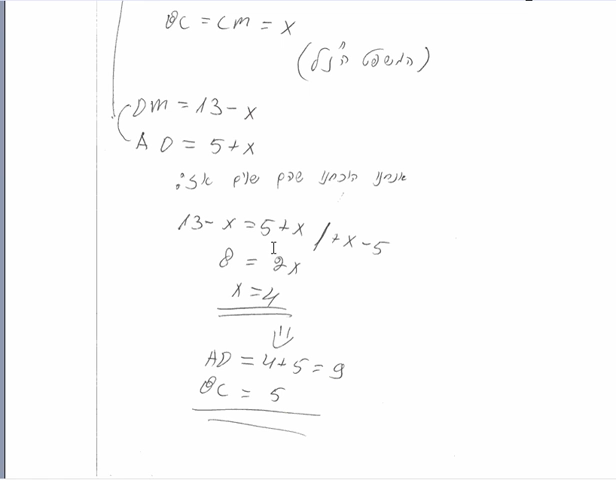 BC = CM = x
(המשפט הנ"ל)
DM = 13 - x
AD = 5 + x
אנחנו הוכחנו שהם שווים אז:
13 - x = 5 + x /+x-5
8 = 2x
x = 4
⇓
AD = 4 + 5 = 9
BC = 5